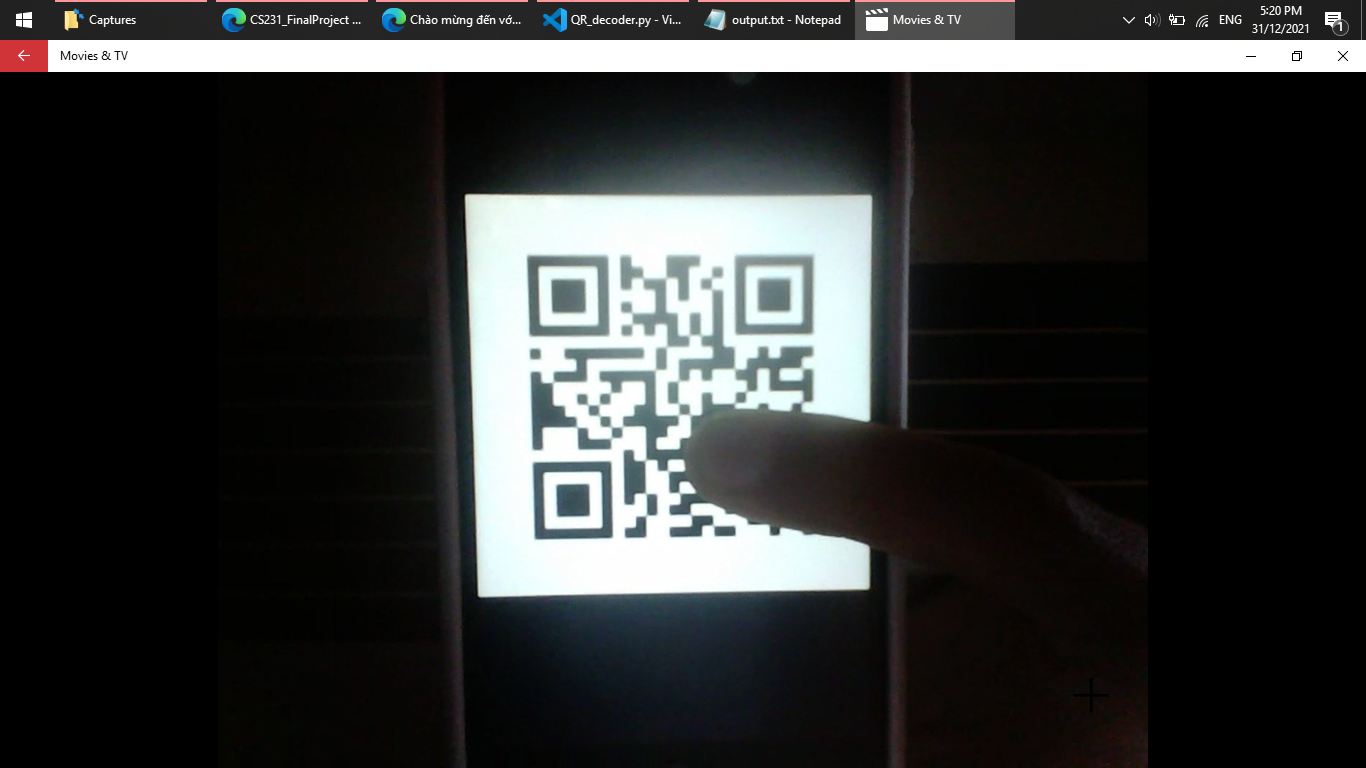 Captures
CS231_FinalProject ...
Chào mừng đến vớ...
QR_decoder.py - Vi...
output.txt - Notepad
Movies & TV
ENG
5:20 PM
31/12/2021
1
Movies & TV